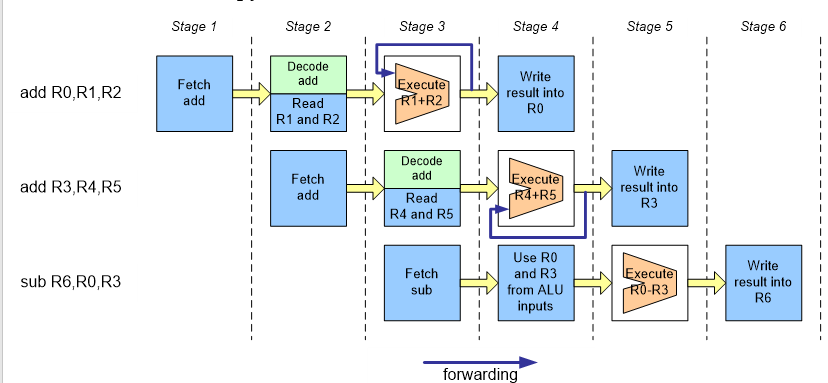 Stage 1
Stage 2
Stage 3
Stage 4
Stage 5
Stage 6
add R0,R1,R2
Fetch
add
Decode
add
Read
R1 and R2
Execute
R1+R2
Write
result into
R0
add R3,R4,R5
Fetch
add
Decode
add
Read
R4 and R5
Execute
R4+R5
Write
result into
R3
sub R6,R0,R3
Fetch
sub
Use R0
and R3
from ALU
inputs
Execute
R0-R3
Write
result into
R6
forwarding